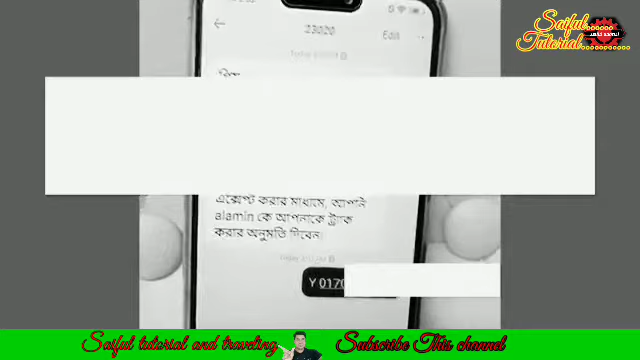 Saiful
Tutorial
23020
Edit
এক্সেপ্ট করার মাধ্যমে, আপনি
alamin কে আপনাকে ট্র্যাক
করার অনুমতি দিবেন।
Y 0170
Saiful tutorial and traveling
Subscribe This channel